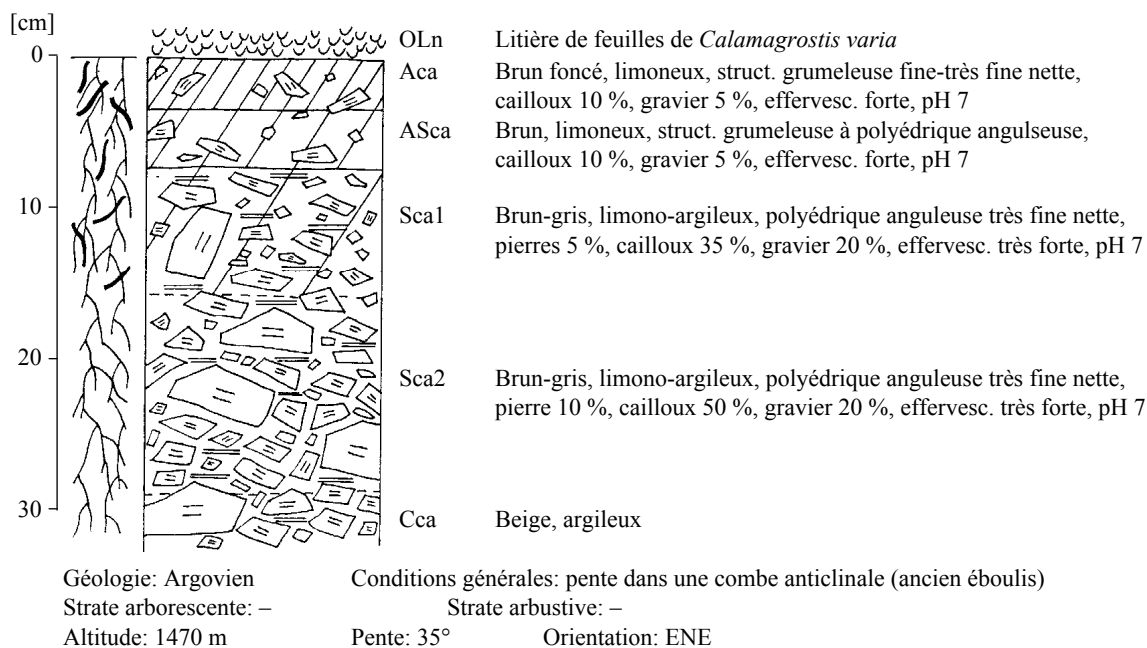 [cm]
0
10
20
30
OLn Litière de feuilles de Calamagrostis varia
Aca Brun foncé, limoneux, struct. grumeleuse fine-très fine nette,
cailloux 10 %, gravier 5 %, effervesc. forte, pH 7
ASca Brun, limoneux, struct. grumeleuse à polyédrique angulseuse,
cailloux 10 %, gravier 5 %, effervesc. forte, pH 7
Sca1 Brun-gris, limono-argileux, polyédrique anguleuse très fine nette,
pierres 5 %, cailloux 35 %, gravier 20 %, effervesc. très forte, pH 7
Sca2 Brun-gris, limono-argileux, polyédrique anguleuse très fine nette,
pierre 10 %, cailloux 50 %, gravier 20 %, effervesc. très forte, pH 7
Cca Beige, argileux
Géologie: Argovien Conditions générales: pente dans une combe anticlinale (ancien éboulis)
Strate arborescente: – Strate arbustive: –
Altitude: 1470 m Pente: 35° Orientation: ENE